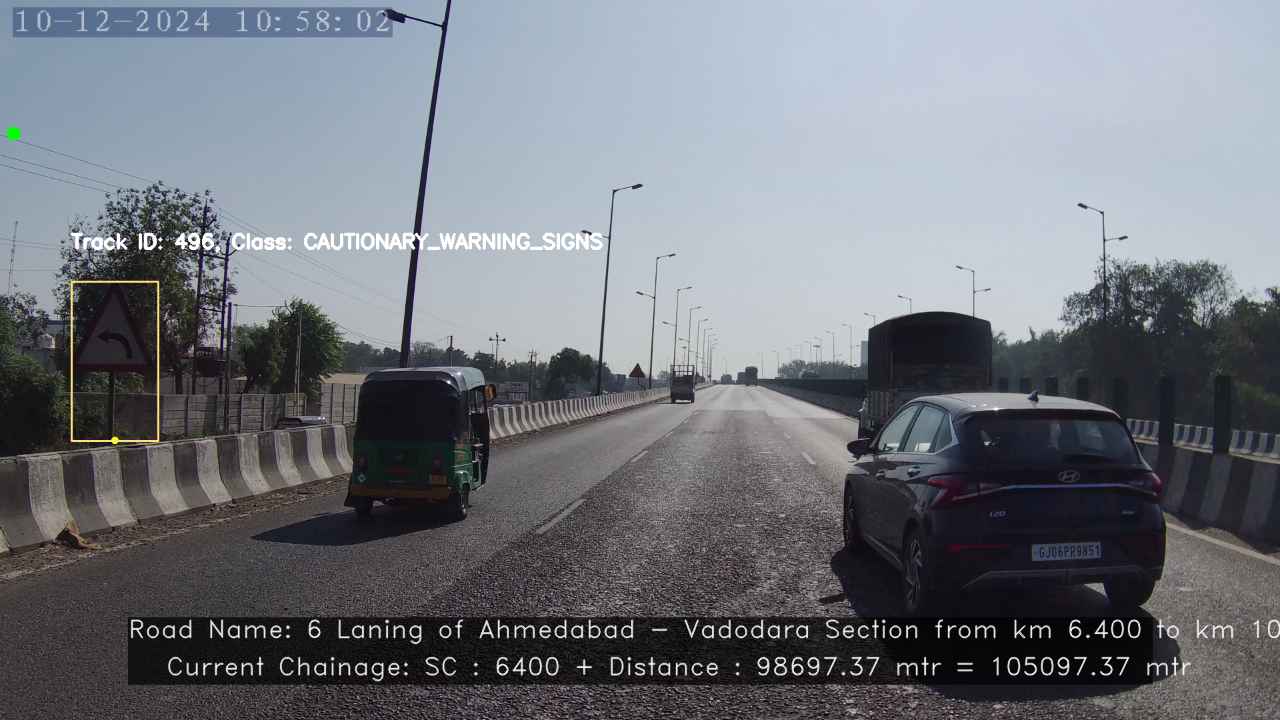 10-12-2024 10:58:02
Track ID: 496, Class: CAUTIONARY_WARNING_SIGNS
i20
GJ06PR9851
Road Name: 6 Laning of Ahmedabad - Vadodara Section from km 6.400 to km 10
Current Chainage: SC : 6400 + Distance : 98697.37 mtr = 105097.37 mtr